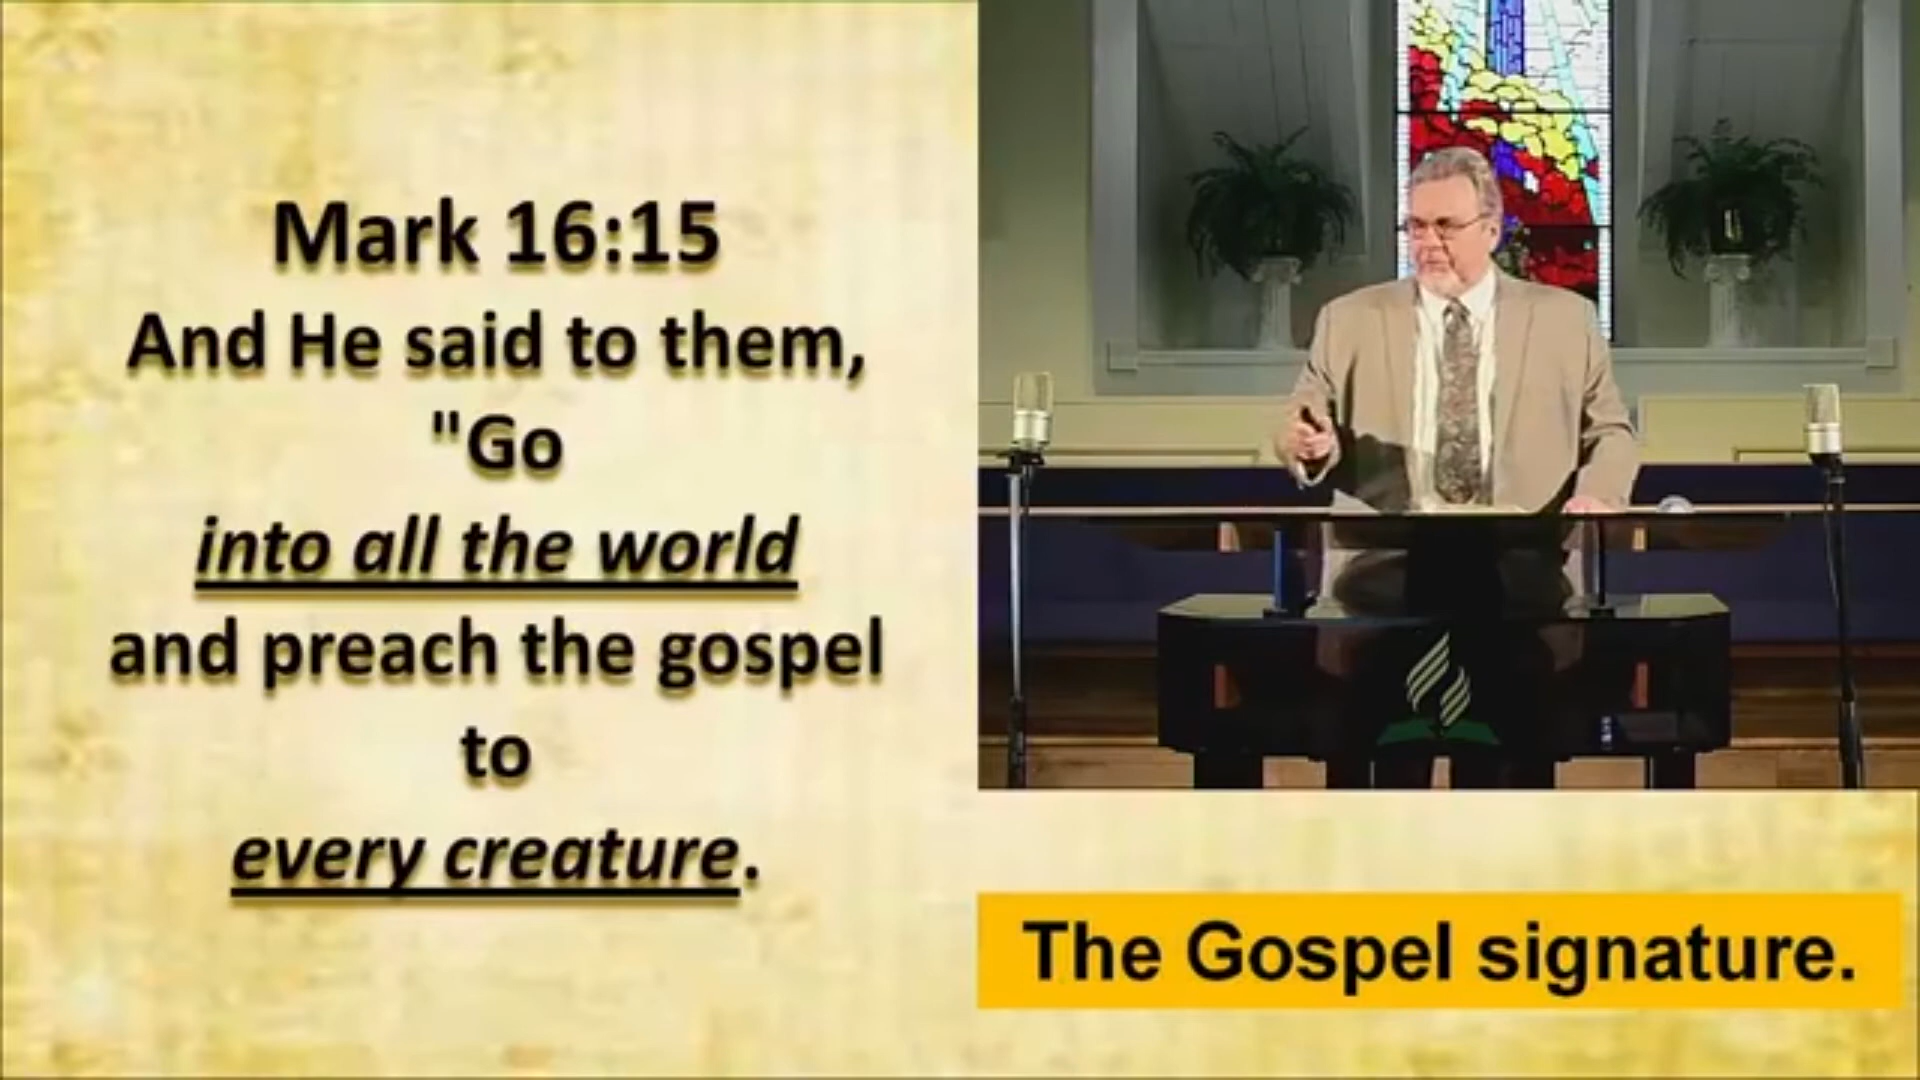 Mark 16:15
And He said to them,
"Go
into all the world
and preach the gospel
to
every creature.
The Gospel signature.